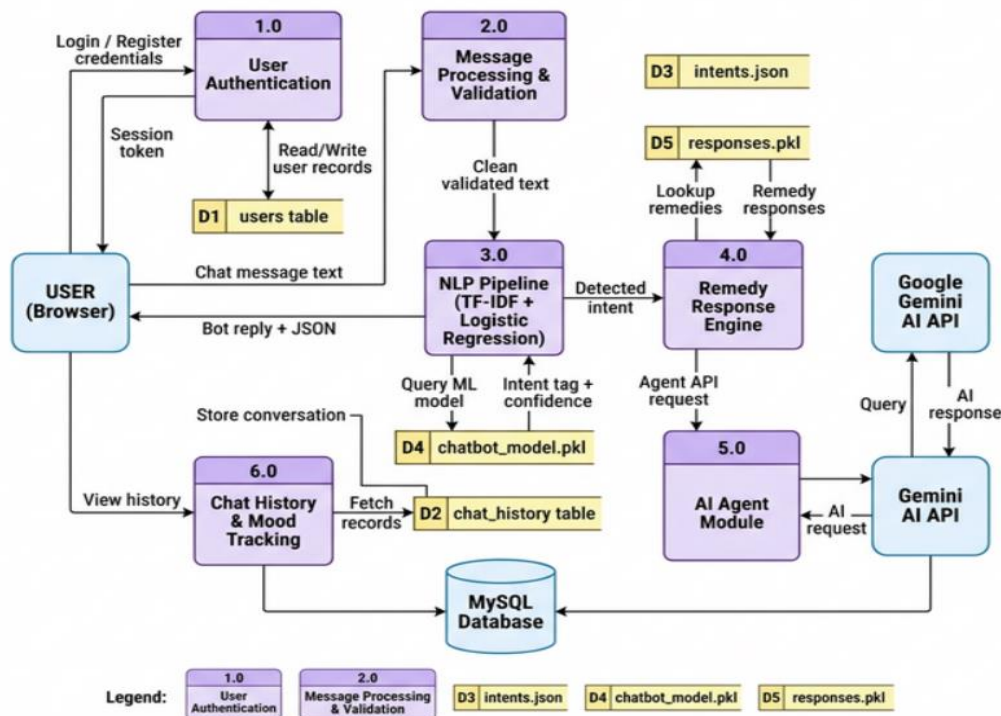 1.0
User
Authentication
2.0
Message
Processing &
Validation
Login / Register
credentials
Session
token
Read/Write
user records
D1 users table
Clean
validated text
D3 intents.json
D5 responses.pkl
Lookup
remedies
Remedy
responses
USER
(Browser)
Chat message text
Bot reply + JSON
3.0
NLP Pipeline
(TF-IDF +
Logistic
Regression)
Detected
intent
4.0
Remedy
Response
Engine
Google
Gemini
AI API
Query ML
model
Intent tag +
confidence
Agent API
request
Query
AI
response
Store conversation
D4 chatbot_model.pkl
5.0
AI Agent
Module
AI
request
Gemini
AI API
View history
6.0
Chat History
& Mood
Tracking
Fetch
records
D2 chat_history table
MySQL
Database
Legend:
1.0
User
Authentication
2.0
Message Processing
& Validation
D3 intents.json
D4 chatbot_model.pkl
D5 responses.pkl